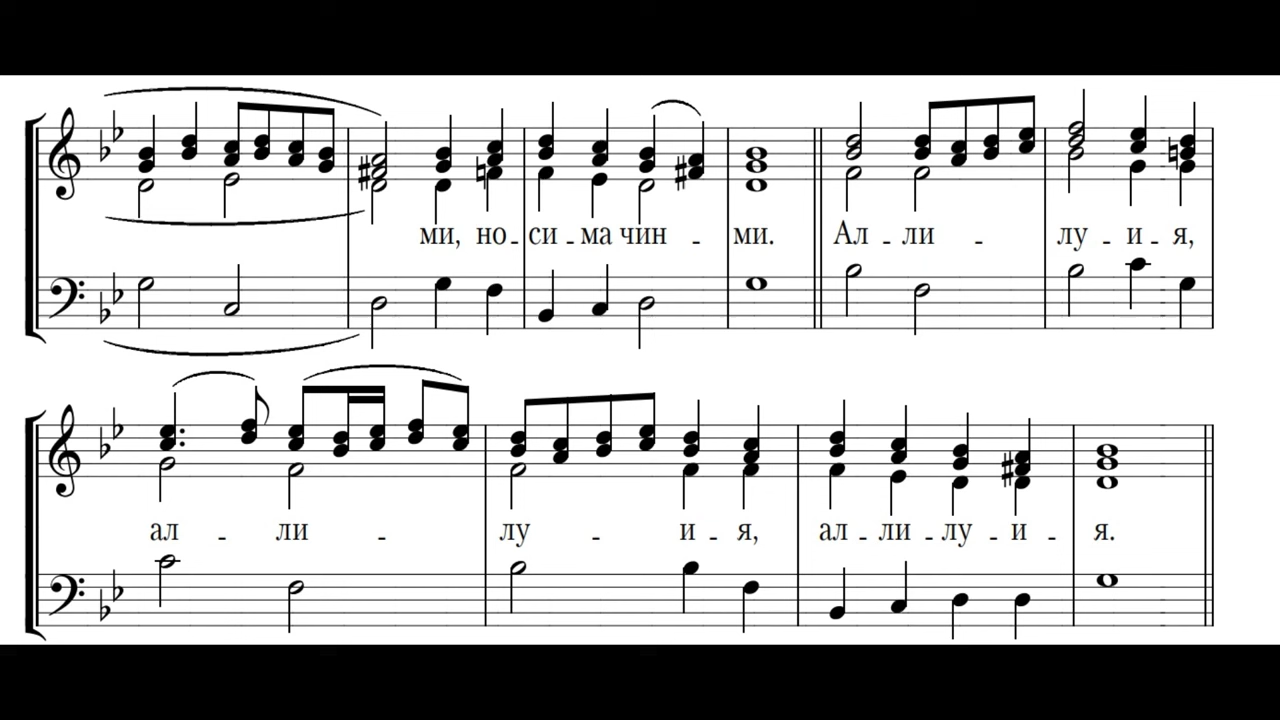 ми, но - си - ма чин - ми. Ал - ли - лу - и - я,
ал - ли - лу - и - я, ал - ли - лу - и - я.